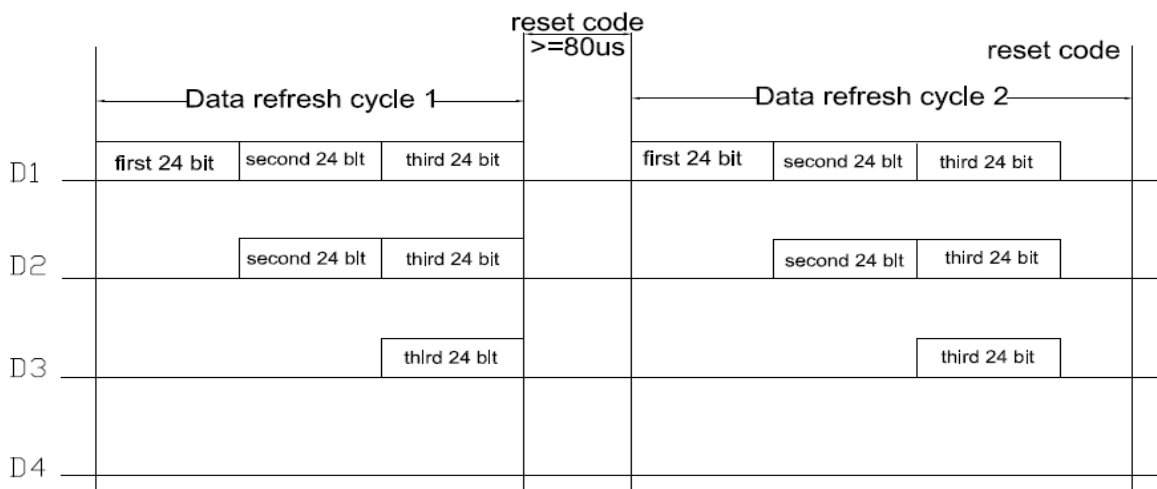 reset code
>=80us
reset code
Data refresh cycle 1
Data refresh cycle 2
D1 first 24 bit second 24 blt third 24 bit first 24 bit second 24 blt third 24 bit
D2 second 24 blt third 24 bit second 24 blt third 24 bit
D3 thlrd 24 blt third 24 bit
D4